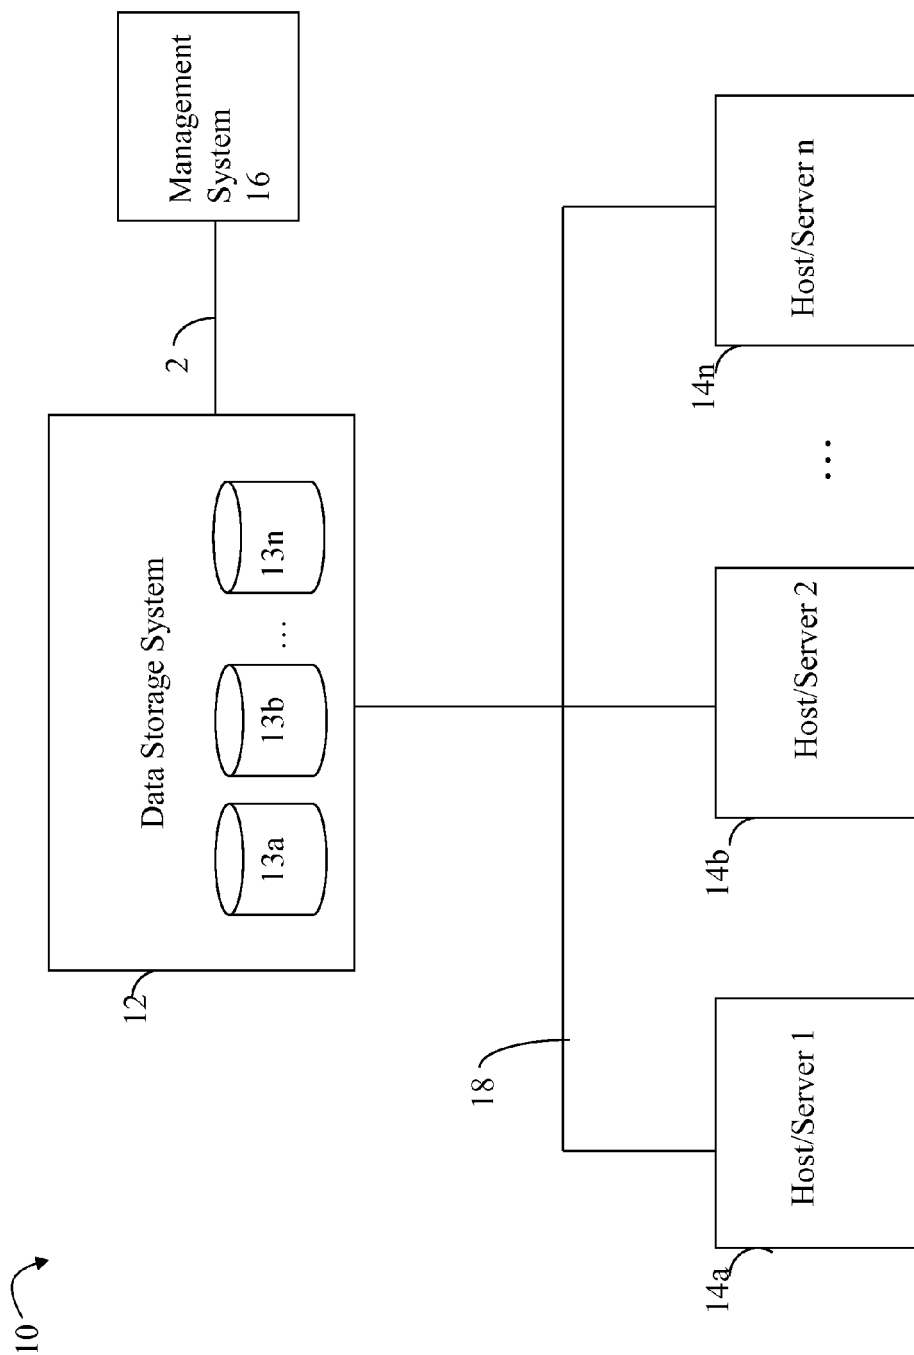 10
12
Data Storage System
13a
13b
...
13n
2
Management
System
16
18
14a
Host/Server 1
14b
Host/Server 2
...
14n
Host/Server n